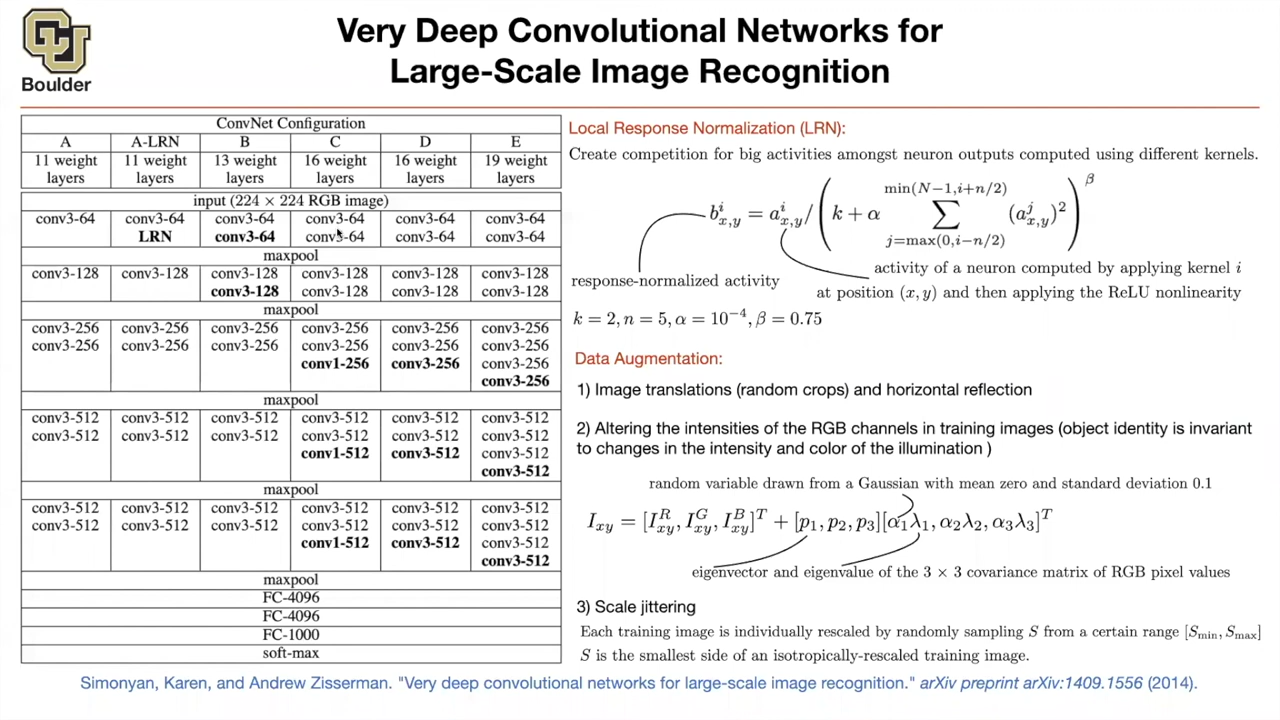 Boulder
Very Deep Convolutional Networks for
Large-Scale Image Recognition
ConvNet Configuration
A A-LRN B C D E
11 weight layers 11 weight layers 13 weight layers 16 weight layers 16 weight layers 19 weight layers
input (224 × 224 RGB image)
conv3-64 conv3-64 conv3-64 conv3-64 conv3-64 conv3-64
LRN conv3-64 conv3-64 conv3-64 conv3-64
maxpool
conv3-128 conv3-128 conv3-128 conv3-128 conv3-128 conv3-128
conv3-128 conv3-128 conv3-128 conv3-128
maxpool
conv3-256 conv3-256 conv3-256 conv3-256 conv3-256 conv3-256
conv3-256 conv3-256 conv3-256 conv3-256 conv3-256 conv3-256
conv1-256 conv3-256 conv3-256
conv3-256
maxpool
conv3-512 conv3-512 conv3-512 conv3-512 conv3-512 conv3-512
conv3-512 conv3-512 conv3-512 conv3-512 conv3-512 conv3-512
conv1-512 conv3-512 conv3-512
conv3-512
maxpool
conv3-512 conv3-512 conv3-512 conv3-512 conv3-512 conv3-512
conv3-512 conv3-512 conv3-512 conv3-512 conv3-512 conv3-512
conv1-512 conv3-512 conv3-512
conv3-512
maxpool
FC-4096
FC-4096
FC-1000
soft-max
Local Response Normalization (LRN):
Create competition for big activities amongst neuron outputs computed using different kernels.
b^i_{x,y} = a^i_{x,y} / ( k + α ∑_{j=max(0,i−n/2)}^{min(N−1,i+n/2)} (a^j_{x,y})^2 )^β
response-normalized activity
activity of a neuron computed by applying kernel i
at position (x, y) and then applying the ReLU nonlinearity
k = 2, n = 5, α = 10^{−4}, β = 0.75
Data Augmentation:
1) Image translations (random crops) and horizontal reflection
2) Altering the intensities of the RGB channels in training images (object identity is invariant
to changes in the intensity and color of the illumination )
random variable drawn from a Gaussian with mean zero and standard deviation 0.1
I_{xy} = [I^R_{xy}, I^G_{xy}, I^B_{xy}]^T + [p_1, p_2, p_3][α_1λ_1, α_2λ_2, α_3λ_3]^T
eigenvector and eigenvalue of the 3 × 3 covariance matrix of RGB pixel values
3) Scale jittering
Each training image is individually rescaled by randomly sampling S from a certain range [S_min, S_max]
S is the smallest side of an isotropically-rescaled training image.
Simonyan, Karen, and Andrew Zisserman. "Very deep convolutional networks for large-scale image recognition." arXiv preprint arXiv:1409.1556 (2014).